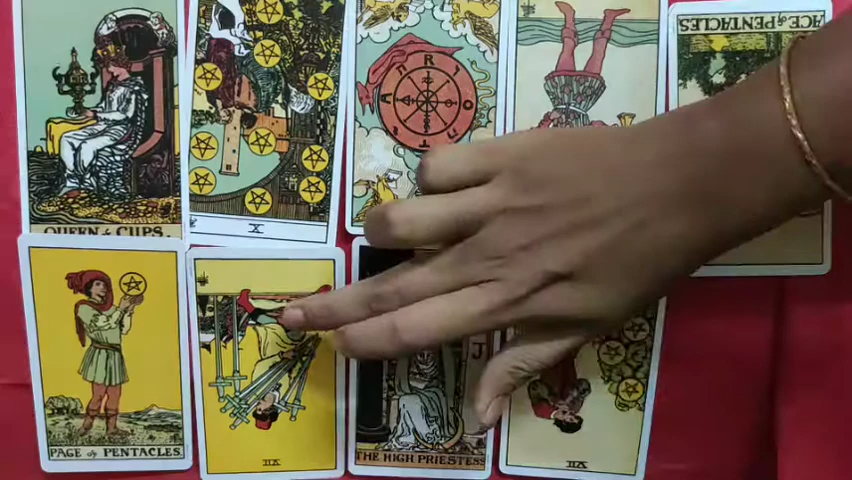 ACE of PENTACLES
R
A
O
QUEEN of CUPS.
X
J
PAGE of PENTACLES.
VII
THE HIGH PRIESTESS
VII